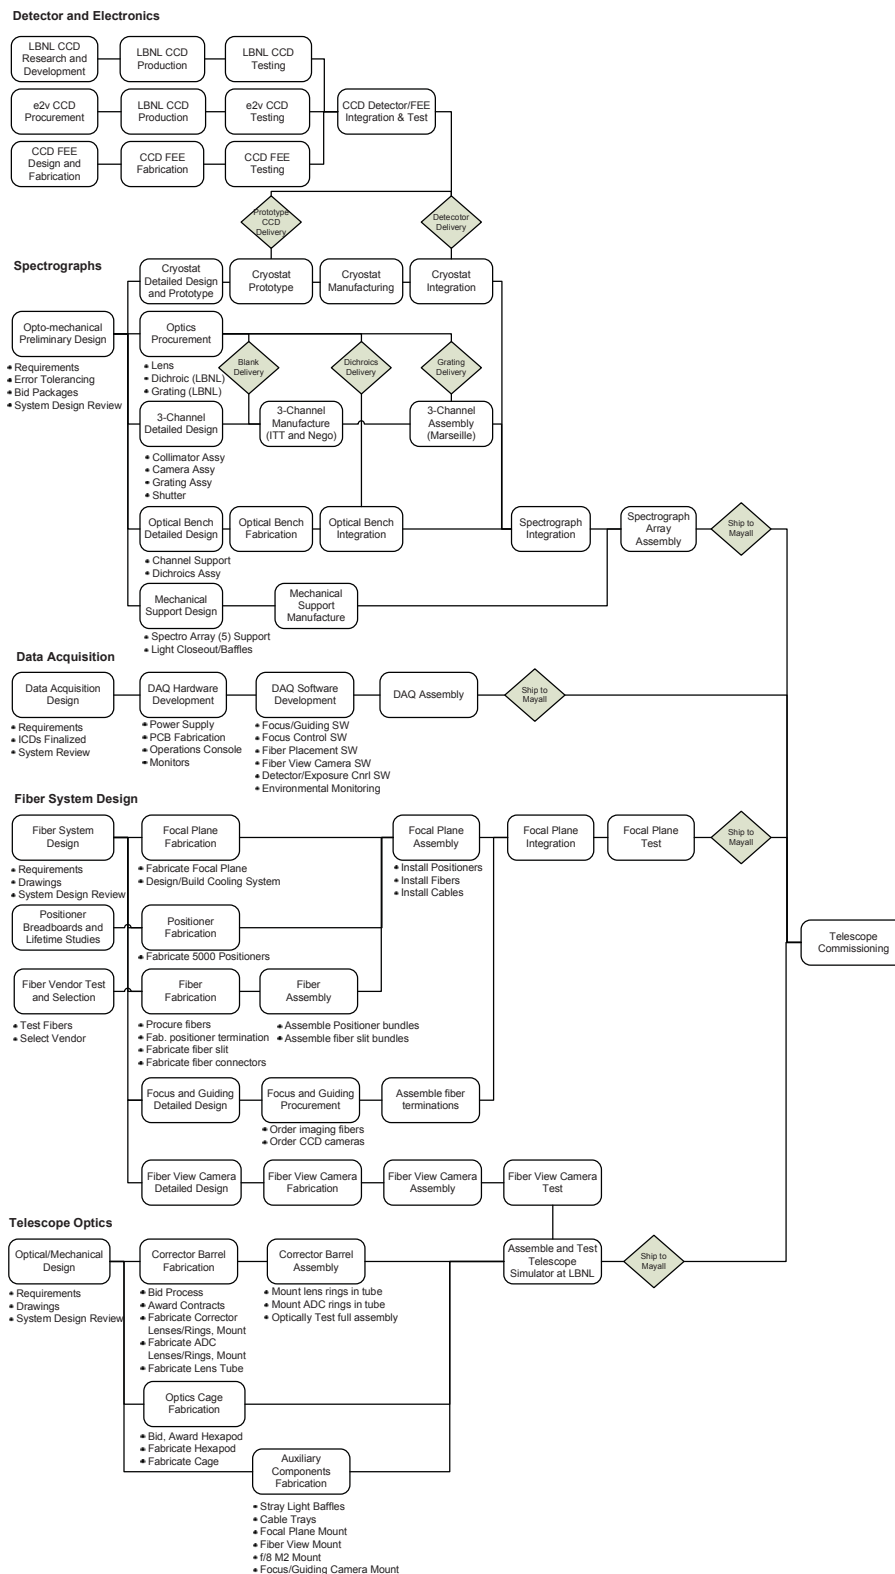 Detector and Electronics
LBNL CCD
Research and
Development
LBNL CCD
Production
LBNL CCD
Testing
e2v CCD
Procurement
LBNL CCD
Production
e2v CCD
Testing
CCD Detector/FEE
Integration & Test
CCD FEE
Design and
Fabrication
CCD FEE
Fabrication
CCD FEE
Testing
Prototype
CCD
Delivery
Detecotor
Delivery
Spectrographs
Cryostat
Detailed Design
and Prototype
Cryostat
Prototype
Cryostat
Manufacturing
Cryostat
Integration
Opto-mechanical
Preliminary Design
Requirements
Error Tolerancing
Bid Packages
System Design Review
Optics
Procurement
Lens
Dichroic (LBNL)
Grating (LBNL)
Blank
Delivery
Dichroics
Delivery
Grating
Delivery
3-Channel
Detailed Design
Collimator Assy
Camera Assy
Grating Assy
Shutter
3-Channel
Manufacture
(ITT and Nego)
3-Channel
Assembly
(Marseille)
Optical Bench
Detailed Design
Channel Support
Dichroics Assy
Optical Bench
Fabrication
Optical Bench
Integration
Spectrograph
Integration
Spectrograph
Array
Assembly
Ship to
Mayall
Mechanical
Support Design
Spectro Array (5) Support
Light Closeout/Baffles
Mechanical
Support
Manufacture
Data Acquisition
Data Acquisition
Design
Requirements
ICDs Finalized
System Review
DAQ Hardware
Development
Power Supply
PCB Fabrication
Operations Console
Monitors
DAQ Software
Development
Focus/Guiding SW
Focus Control SW
Fiber Placement SW
Fiber View Camera SW
Detector/Exposure Cnrl SW
Environmental Monitoring
DAQ Assembly
Ship to
Mayall
Fiber System Design
Fiber System
Design
Requirements
Drawings
System Design Review
Focal Plane
Fabrication
Fabricate Focal Plane
Design/Build Cooling System
Focal Plane
Assembly
Install Positioners
Install Fibers
Install Cables
Focal Plane
Integration
Focal Plane
Test
Ship to
Mayall
Positioner
Breadboards and
Lifetime Studies
Positioner
Fabrication
Fabricate 5000 Positioners
Telescope
Commissioning
Fiber Vendor Test
and Selection
Test Fibers
Select Vendor
Fiber
Fabrication
Procure fibers
Fab. positioner termination
Fabricate fiber slit
Fabricate fiber connectors
Fiber
Assembly
Assemble Positioner bundles
Assemble fiber slit bundles
Focus and Guiding
Detailed Design
Focus and Guiding
Procurement
Order imaging fibers
Order CCD cameras
Assemble fiber
terminations
Fiber View Camera
Detailed Design
Fiber View Camera
Fabrication
Fiber View Camera
Assembly
Fiber View Camera
Test
Telescope Optics
Optical/Mechanical
Design
Requirements
Drawings
System Design Review
Corrector Barrel
Fabrication
Bid Process
Award Contracts
Fabricate Corrector
Lenses/Rings, Mount
Fabricate ADC
Lenses/Rings, Mount
Fabricate Lens Tube
Corrector Barrel
Assembly
Mount lens rings in tube
Mount ADC rings in tube
Optically Test full assembly
Assemble and Test
Telescope
Simulator at LBNL
Ship to
Mayall
Optics Cage
Fabrication
Bid, Award Hexapod
Fabricate Hexapod
Fabricate Cage
Auxiliary
Components
Fabrication
Stray Light Baffles
Cable Trays
Focal Plane Mount
Fiber View Mount
f/8 M2 Mount
Focus/Guiding Camera Mount